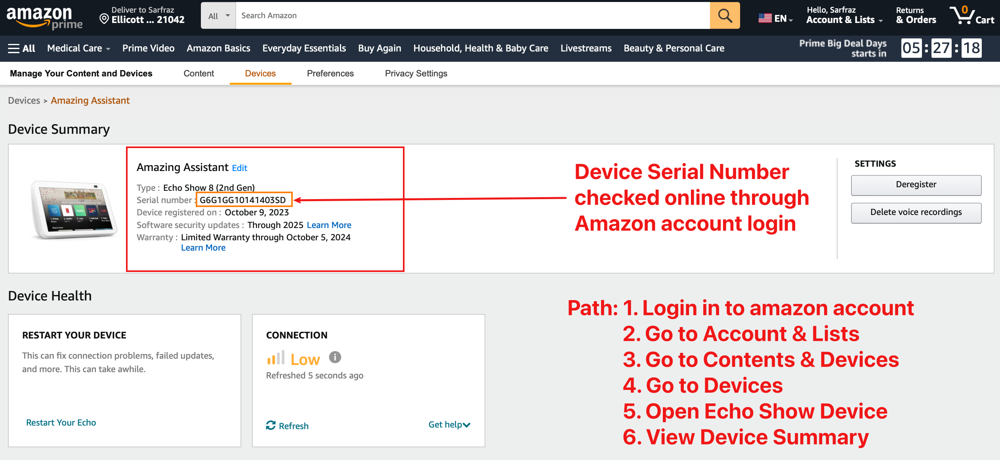 amazon prime
Deliver to Sarfraz
Ellicott ... 21042
All
Search Amazon
EN
Hello, Sarfraz
Account & Lists
Returns
& Orders
0
Cart
All Medical Care Prime Video Amazon Basics Everyday Essentials Buy Again Household, Health & Baby Care Livestreams Beauty & Personal Care
Prime Big Deal Days
starts in
05 : 27 : 18
Manage Your Content and Devices Content Devices Preferences Privacy Settings
Devices > Amazing Assistant
Device Summary
Amazing Assistant Edit
Type : Echo Show 8 (2nd Gen)
Serial number : G6G1GG10141403SD
Device registered on : October 9, 2023
Software security updates : Through 2025 Learn More
Warranty : Limited Warranty through October 5, 2024
Learn More
Device Serial Number
checked online through
Amazon account login
SETTINGS
Deregister
Delete voice recordings
Device Health
RESTART YOUR DEVICE
This can fix connection problems, failed updates,
and more. This can take awhile.
Restart Your Echo
CONNECTION
Low
Refreshed 5 seconds ago
Refresh
Get help
Path: 1. Login in to amazon account
2. Go to Account & Lists
3. Go to Contents & Devices
4. Go to Devices
5. Open Echo Show Device
6. View Device Summary